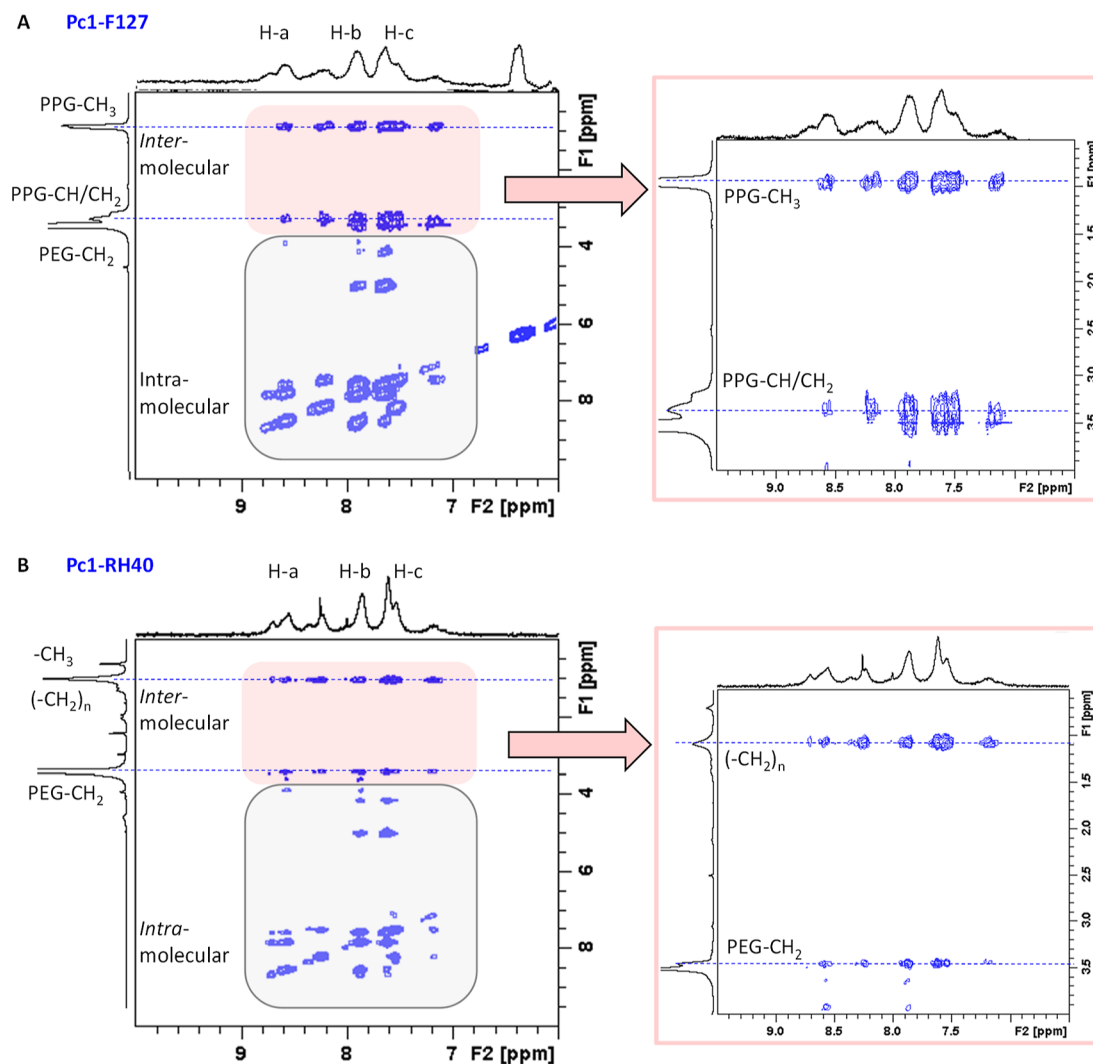 A Pc1-F127
H-a H-b H-c
PPG-CH3
Inter-
molecular
PPG-CH/CH2
PEG-CH2
Intra-
molecular
F1 [ppm]
4
6
8
9 8 7 F2 [ppm]
PPG-CH3
PPG-CH/CH2
F1 [ppm]
1.5
2.0
2.5
3.0
3.5
9.0 8.5 8.0 7.5 F2 [ppm]
B Pc1-RH40
H-a H-b H-c
-CH3
(-CH2)n
Inter-
molecular
PEG-CH2
Intra-
molecular
F1 [ppm]
4
6
8
9 8 7 F2 [ppm]
(-CH2)n
PEG-CH2
F1 [ppm]
1.5
2.0
2.5
3.0
3.5
9.0 8.5 8.0 7.5 F2 [ppm]